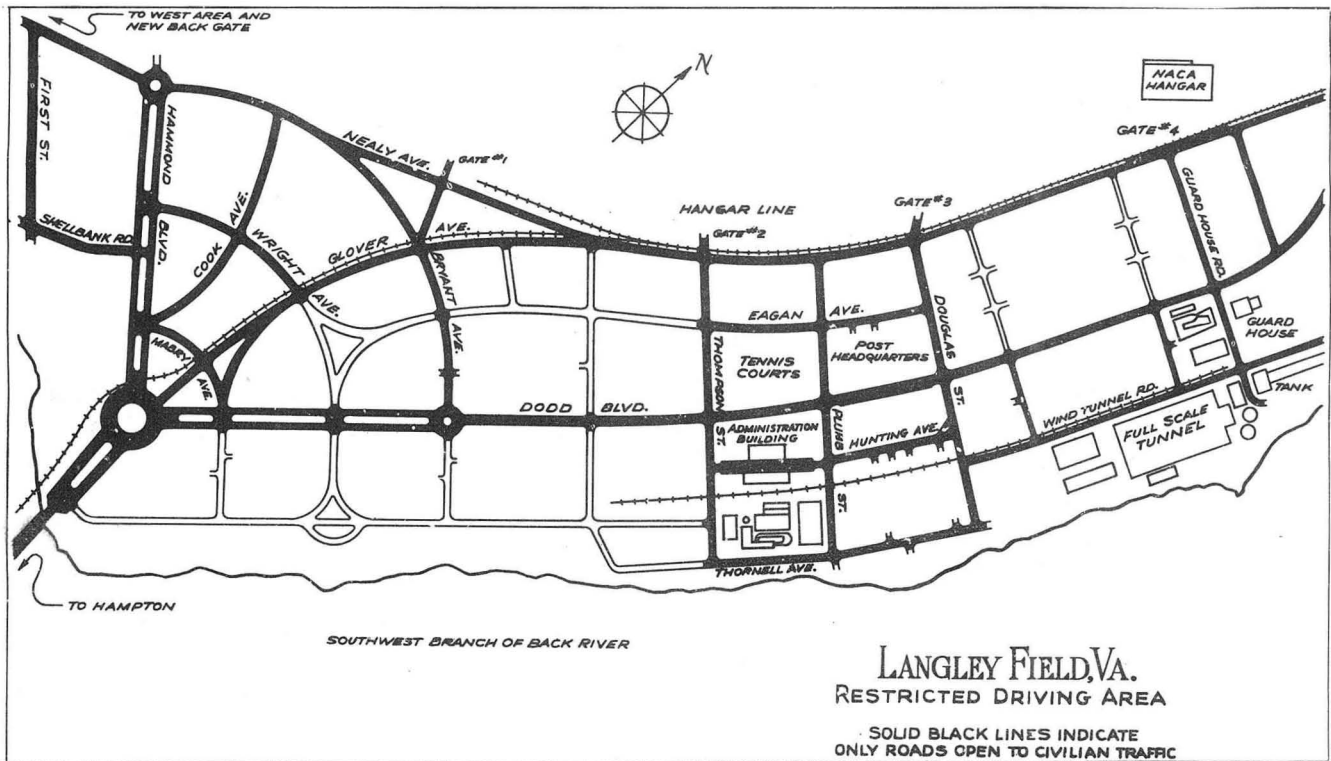 TO WEST AREA AND
NEW BACK GATE
N
NACA
HANGAR
FIRST ST.
HAMMOND
BLVD.
NEALY AVE.
GATE #1
GATE #4
SHELLBANK RD.
COOK AVE.
WRIGHT
AVE.
GLOVER
AVE.
HANGAR LINE
GATE #2
GATE #3
GUARD HOUSE RD.
BRYANT
AVE.
EAGAN AVE.
DOUGLAS
ST.
MABRY
AVE.
THOMPSON
ST.
TENNIS
COURTS
POST
HEADQUARTERS
GUARD
HOUSE
TANK
DODD BLVD.
ADMINISTRATION
BUILDING
PLUMB
ST.
HUNTING AVE.
WIND TUNNEL RD.
FULL SCALE
TUNNEL
THORNELL AVE.
TO HAMPTON
SOUTHWEST BRANCH OF BACK RIVER
LANGLEY FIELD, VA.
RESTRICTED DRIVING AREA
SOLID BLACK LINES INDICATE
ONLY ROADS OPEN TO CIVILIAN TRAFFIC